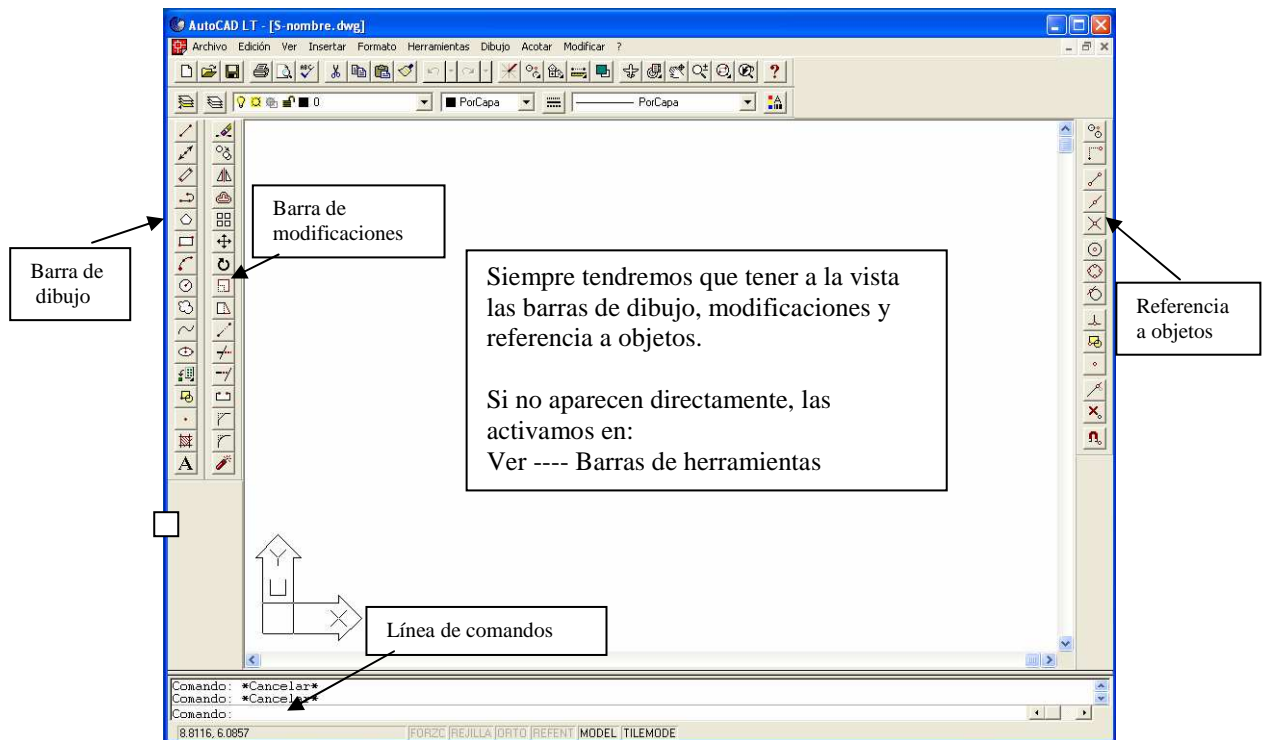 AutoCAD LT - [S-nombre.dwg]
Archivo Edición Ver Insertar Formato Herramientas Dibujo Acotar Modificar ?
0 PorCapa PorCapa
Barra de
modificaciones
Barra de
dibujo
Siempre tendremos que tener a la vista
las barras de dibujo, modificaciones y
referencia a objetos.
Si no aparecen directamente, las
activamos en:
Ver ---- Barras de herramientas
Referencia
a objetos
A
Y
U
X
Línea de comandos
Comando: *Cancelar*
Comando: *Cancelar*
Comando:
8.8116, 6.0857 FORZC REJILLA ORTO REFENT MODEL TILEMODE